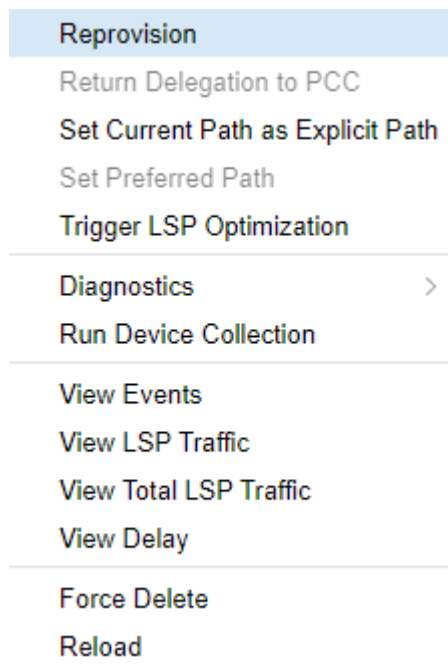 Reprovision
Return Delegation to PCC
Set Current Path as Explicit Path
Set Preferred Path
Trigger LSP Optimization
Diagnostics
Run Device Collection
View Events
View LSP Traffic
View Total LSP Traffic
View Delay
Force Delete
Reload